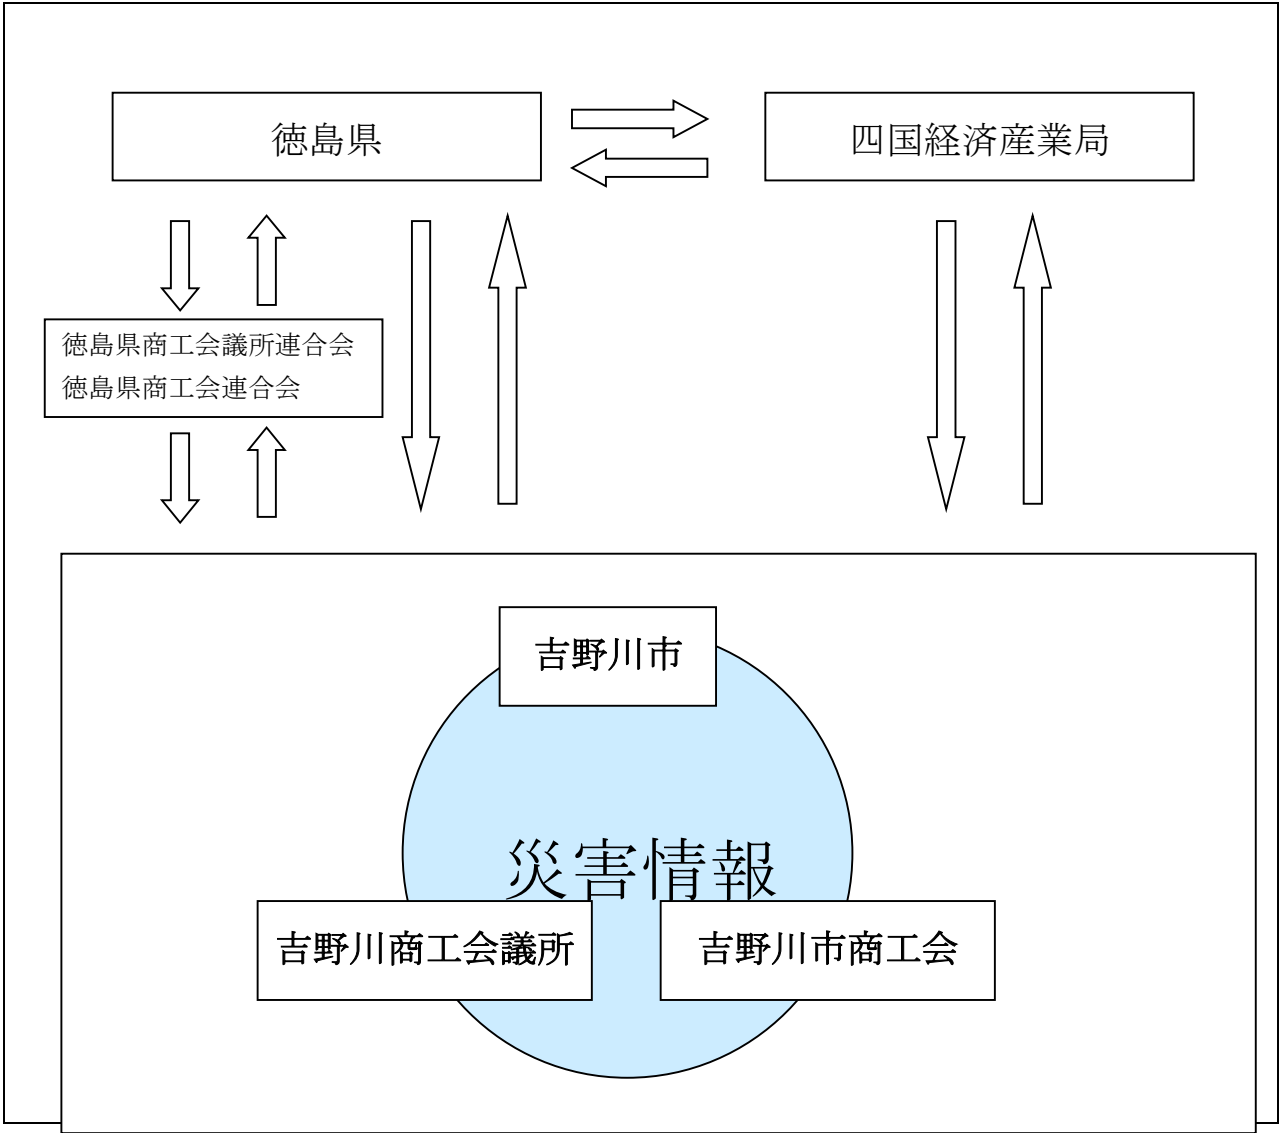 徳島県
四国経済産業局
徳島県商工会議所連合会
徳島県商工会連合会
吉野川市
災害情報
吉野川商工会議所
吉野川市商工会